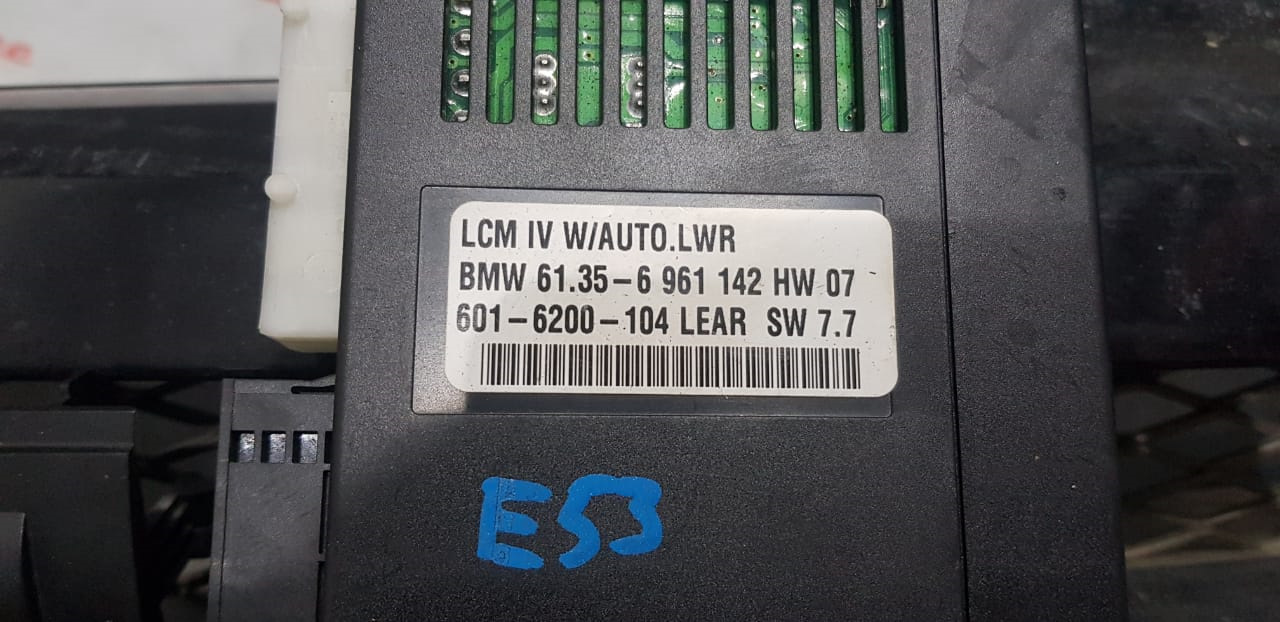 LCM IV W/AUTO.LWR
BMW 61.35-6 961 142 HW 07
601-6200-104 LEAR SW 7.7
E53